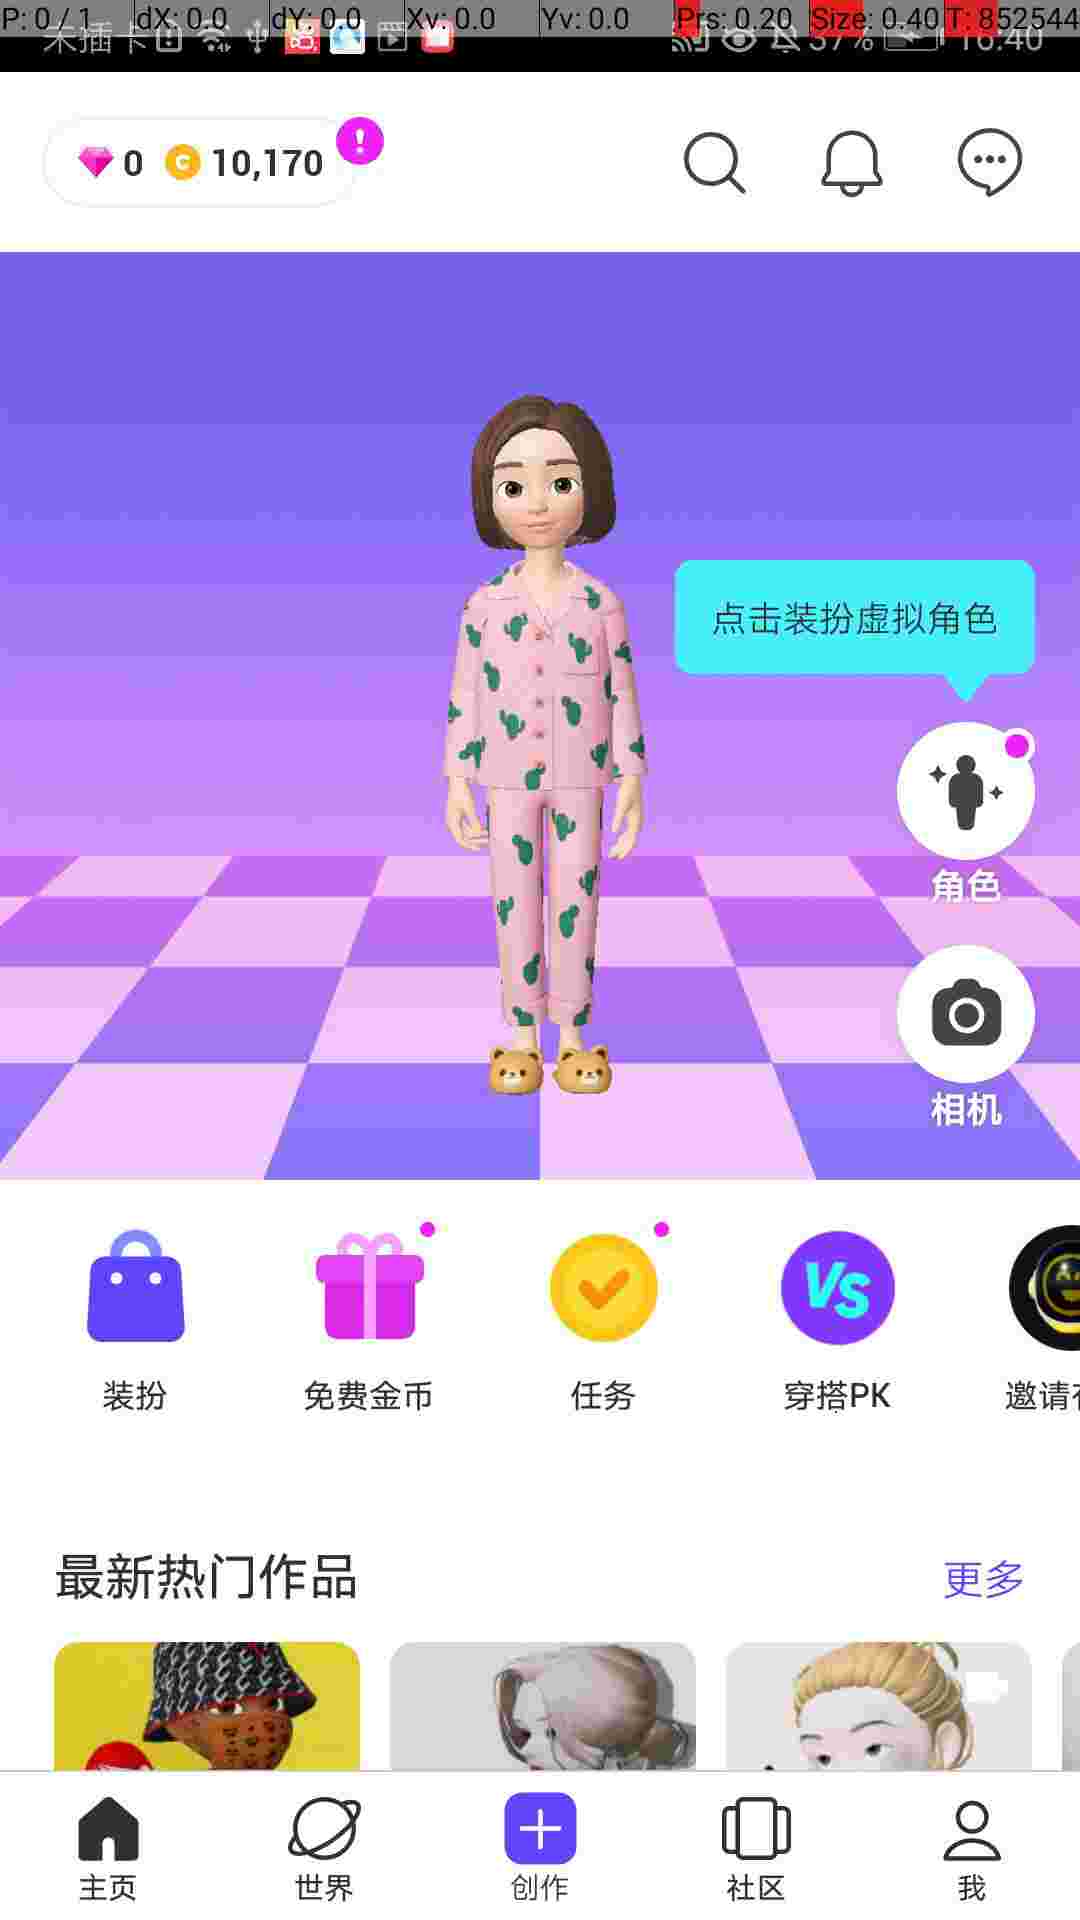 P: 0 / 1 dX: 0.0 dY: 0.0 Xv: 0.0 Yv: 0.0 Prs: 0.20 Size: 0.40 T: 852544
未插卡 37% 16:40
0 10,170
点击装扮虚拟角色
角色
相机
VS
装扮 免费金币 任务 穿搭PK 邀请
最新热门作品 更多
主页 世界 创作 社区 我